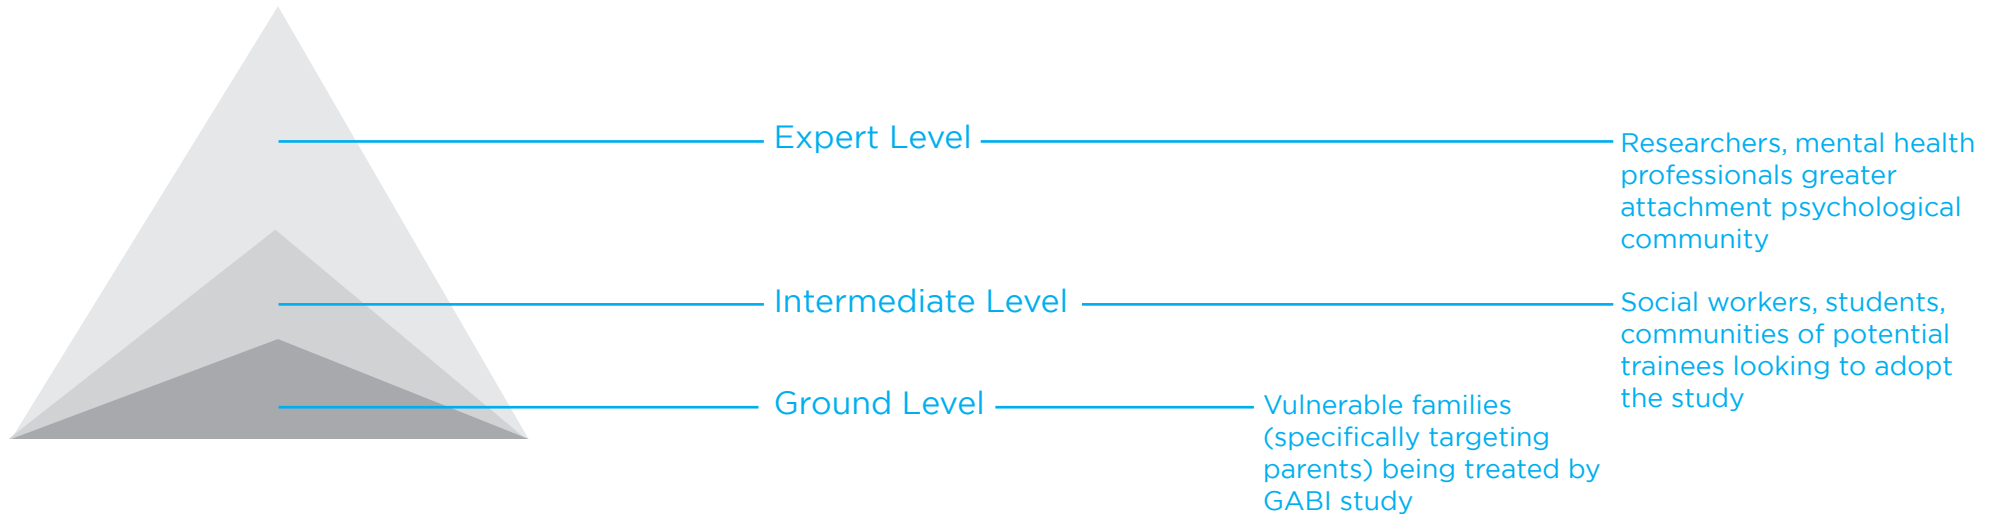 Expert Level
Researchers, mental health
professionals greater
attachment psychological
community
Intermediate Level
Social workers, students,
communities of potential
trainees looking to adopt
the study
Ground Level
Vulnerable families
(specifically targeting
parents) being treated by
GABI study